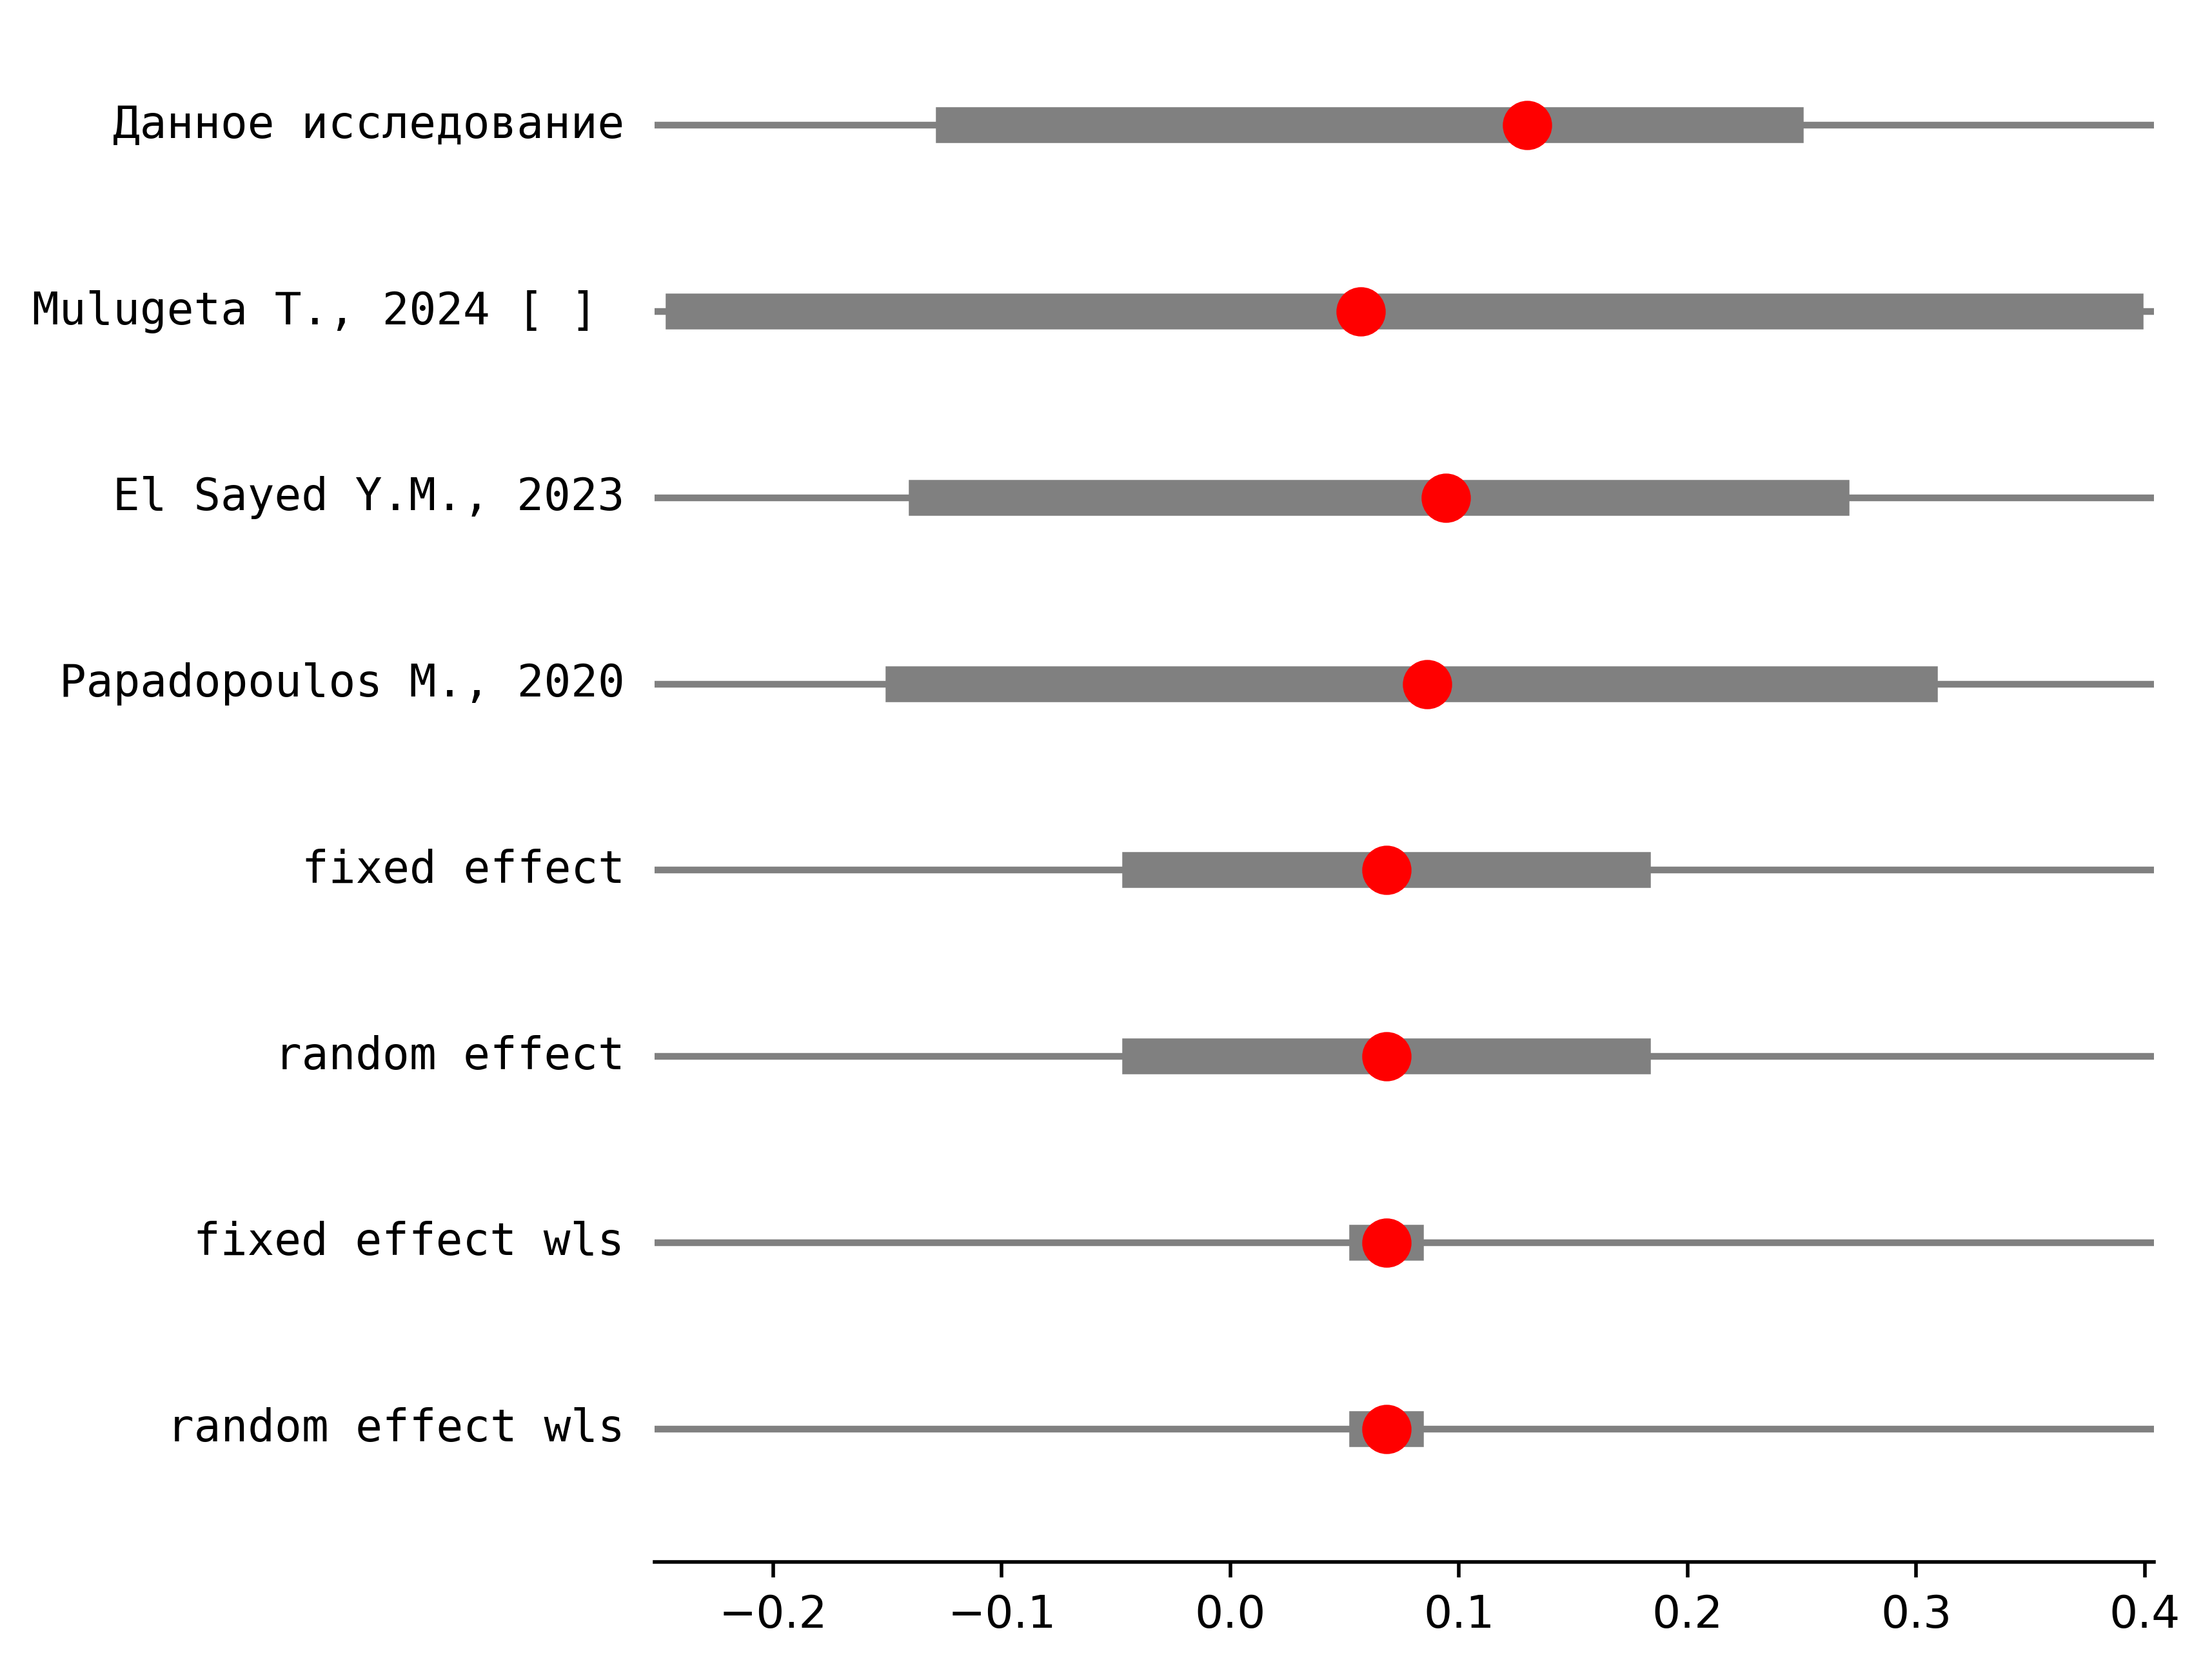 Данное исследование
Mulugeta T., 2024 [ ]
El Sayed Y.M., 2023
Papadopoulos M., 2020
fixed effect
random effect
fixed effect wls
random effect wls
−0.2 −0.1 0.0 0.1 0.2 0.3 0.4